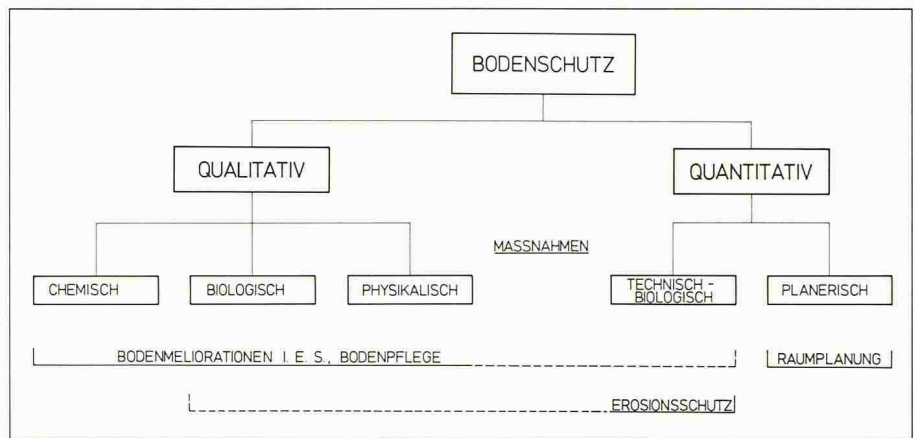 BODENSCHUTZ
QUALITATIV
QUANTITATIV
MASSNAHMEN
CHEMISCH
BIOLOGISCH
PHYSIKALISCH
TECHNISCH -
BIOLOGISCH
PLANERISCH
BODENMELIORATIONEN I. E. S., BODENPFLEGE
RAUMPLANUNG
EROSIONSSCHUTZ